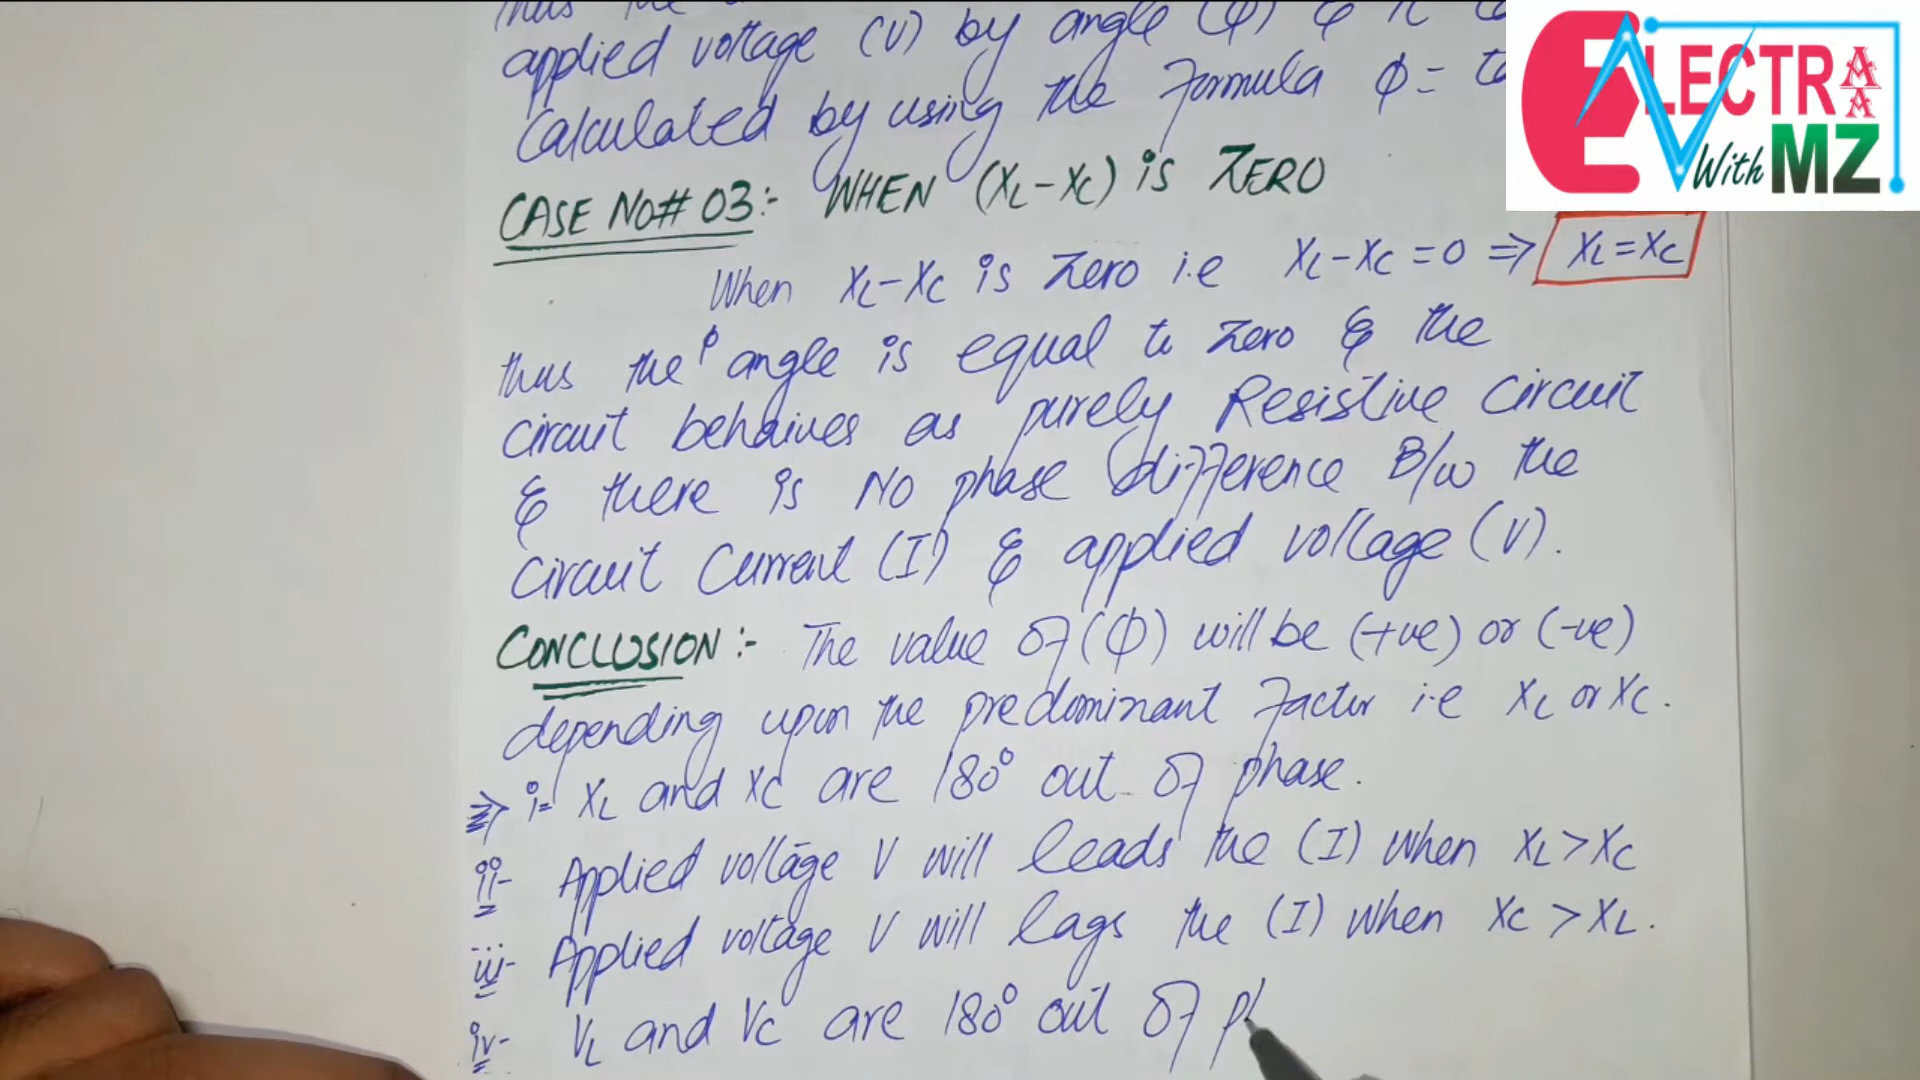 thus the
applied voltage (V) by angle (φ) & it
calculated by using the Formula φ =
CASE NO# 03:- WHEN (XL-XC) is ZERO
When XL-XC is zero i.e XL-XC = 0 ⇒ XL = XC
thus the φ angle is equal to zero & the
circuit behaives as purely Resistive circuit
& there is NO phase difference B/w the
circuit current (I) & applied voltage (V).
CONCLUSION:- The value of (φ) will be (+ve) or (-ve)
depending upon the predominant Factor i.e XL or XC.
⇒ i- XL and XC are 180° out of phase.
ii- Applied voltage V will leads the (I) when XL > XC
iii- Applied voltage V will lags the (I) when XC > XL.
iv- VL and VC are 180° out of
ELECTRAAAA
With MZ